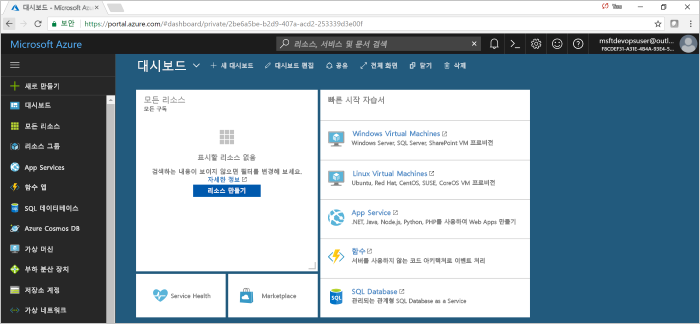 대시보드 - Microsoft Azu
보안 https://portal.azure.com/#dashboard/private/2be6a5be-b2d9-407a-acd2-253339d3e00f
Microsoft Azure
리소스, 서비스 및 문서 검색
msftdevopsuser@outl...
새로 만들기
대시보드
모든 리소스
리소스 그룹
App Services
함수 앱
SQL 데이터베이스
Azure Cosmos DB
가상 머신
부하 분산 장치
저장소 계정
가상 네트워크
대시보드
새 대시보드
대시보드 편집
공유
전체 화면
닫기
삭제
모든 리소스
모든 구독
표시할 리소스 없음
검색하는 내용이 보이지 않으면 필터를 변경해 보세요.
자세한 정보
리소스 만들기
Service Health
Marketplace
빠른 시작 자습서
Windows Virtual Machines
Windows Server, SQL Server, SharePoint VM 프로비전
Linux Virtual Machines
Ubuntu, Red Hat, CentOS, SUSE, CoreOS VM 프로비전
App Service
.NET, Java, Node.js, Python, PHP를 사용하여 Web Apps 만들기
함수
서버를 사용하지 않는 코드 아키텍처로 이벤트 처리
SQL Database
관리되는 관계형 SQL Database as a Service